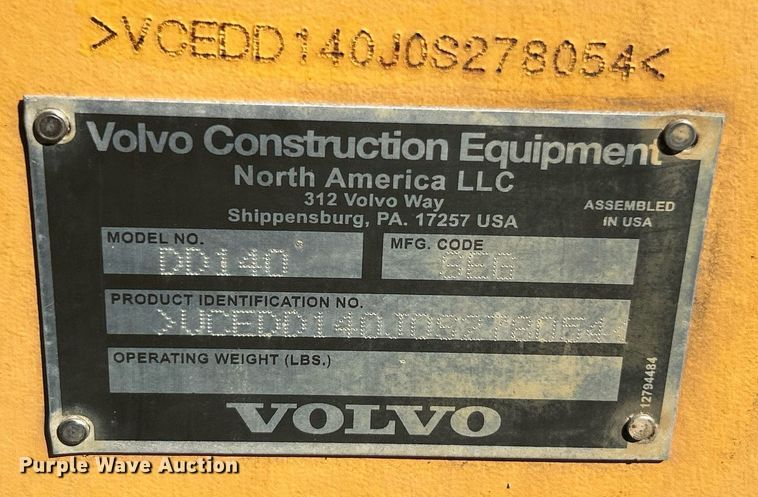 >VCEDD140J0S278054<
Volvo Construction Equipment
North America LLC
312 Volvo Way
Shippensburg, PA. 17257 USA
ASSEMBLED
IN USA
MODEL NO.
DD140
MFG. CODE
PRODUCT IDENTIFICATION NO.
>VCEDD140J0S278054
OPERATING WEIGHT (LBS.)
12794484
VOLVO
Purple Wave Auction